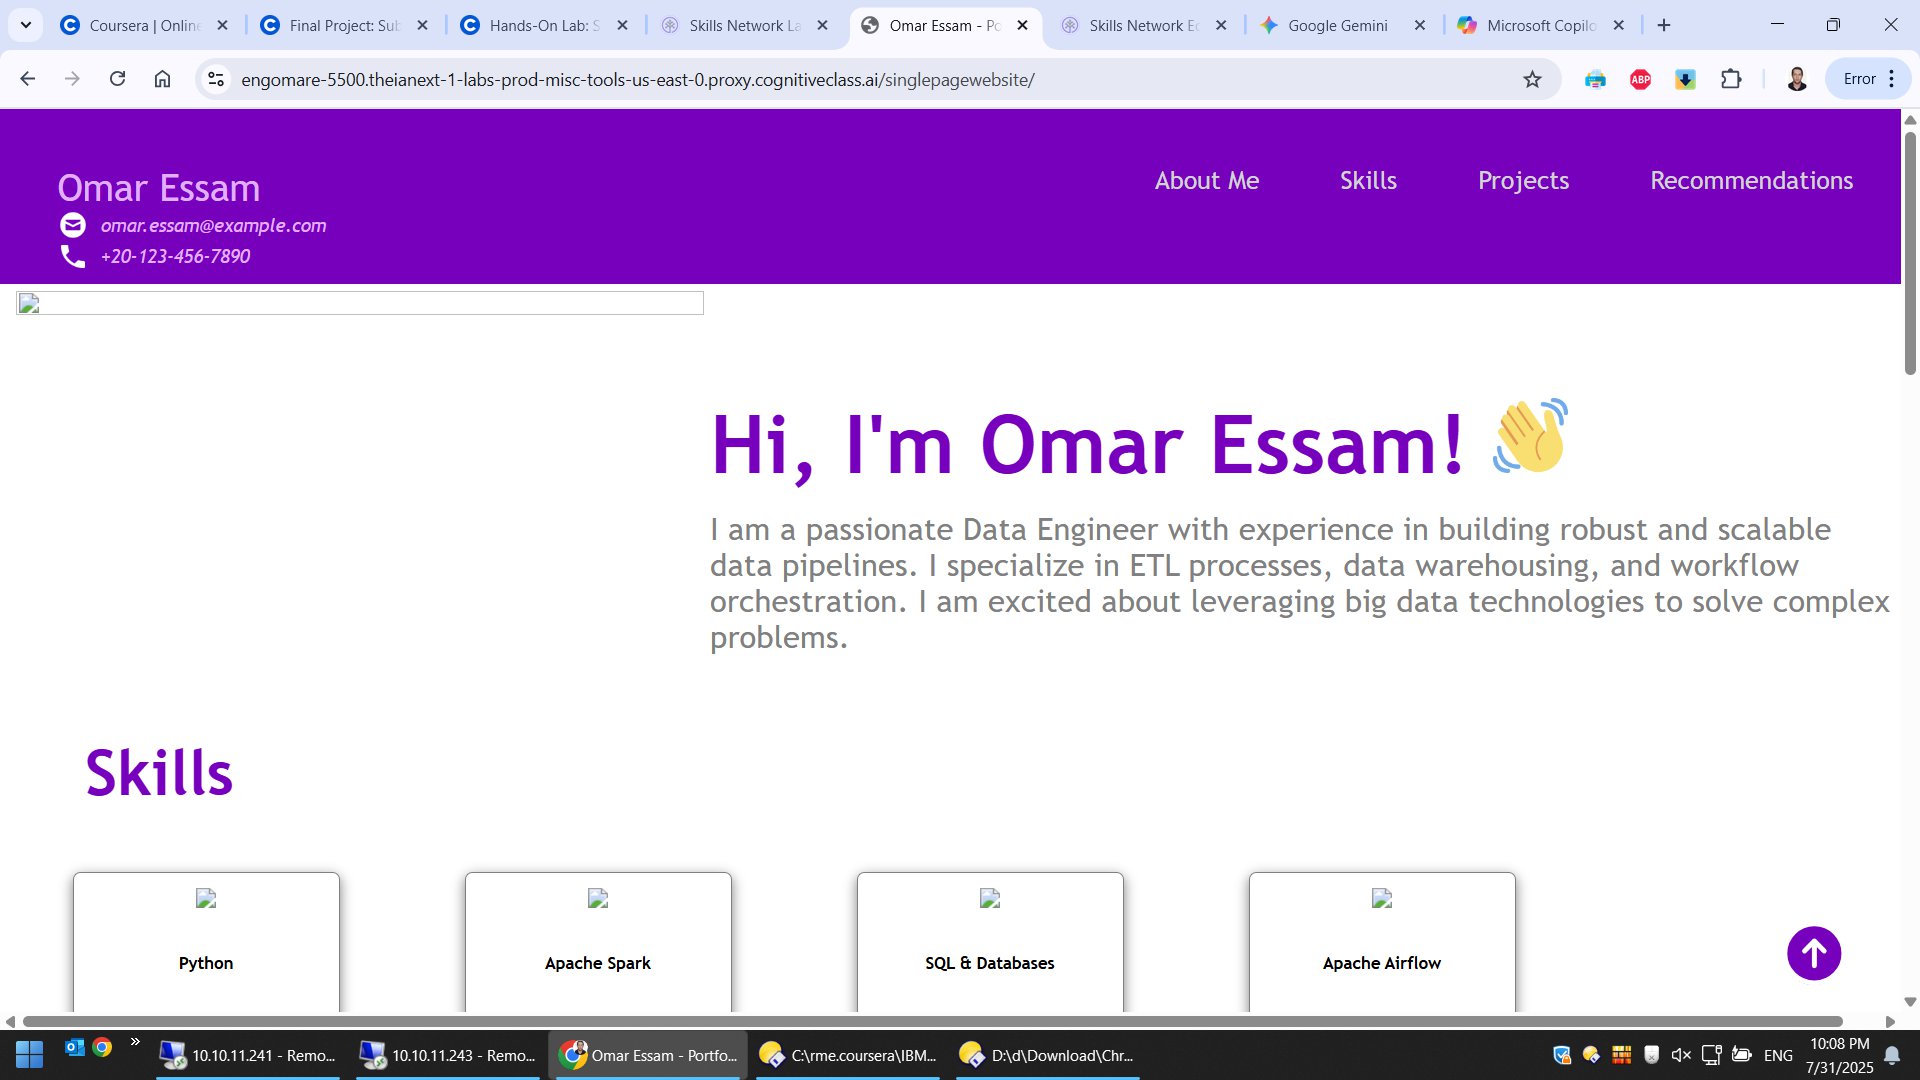 Coursera | Online
Final Project: Sub
Hands-On Lab: S
Skills Network La
Omar Essam - Po
Skills Network Ec
Google Gemini
Microsoft Copilo
engomare-5500.theianext-1-labs-prod-misc-tools-us-east-0.proxy.cognitiveclass.ai/singlepagewebsite/
ABP
Error
Omar Essam
omar.essam@example.com
+20-123-456-7890
About Me
Skills
Projects
Recommendations
Hi, I'm Omar Essam! 👋
I am a passionate Data Engineer with experience in building robust and scalable
data pipelines. I specialize in ETL processes, data warehousing, and workflow
orchestration. I am excited about leveraging big data technologies to solve complex
problems.
Skills
Python
Apache Spark
SQL & Databases
Apache Airflow
10.10.11.241 - Remo...
10.10.11.243 - Remo...
Omar Essam - Portfo...
C:\rme.coursera\IBM...
D:\d\Download\Chr...
ENG
10:08 PM
7/31/2025